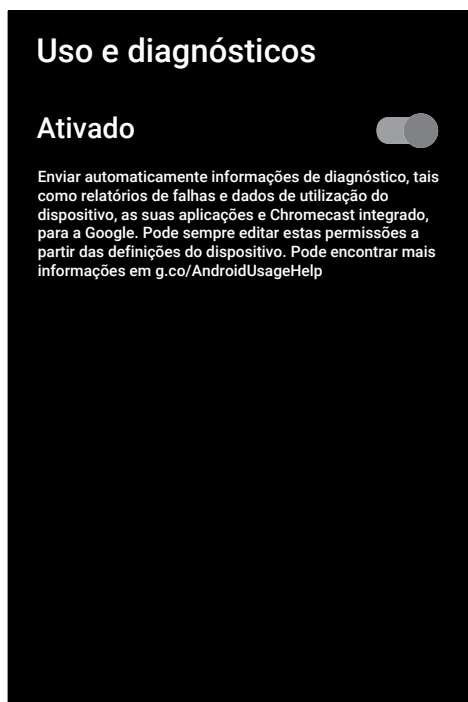 Uso e diagnósticos
Ativado
Enviar automaticamente informações de diagnóstico, tais
como relatórios de falhas e dados de utilização do
dispositivo, as suas aplicações e Chromecast integrado,
para a Google. Pode sempre editar estas permissões a
partir das definições do dispositivo. Pode encontrar mais
informações em g.co/AndroidUsageHelp